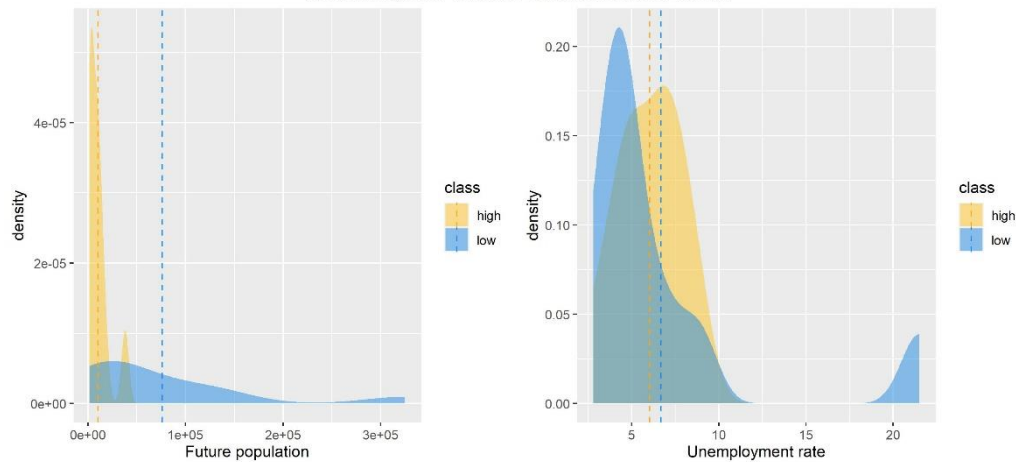 4e-05
2e-05
0e+00
density
0e+00
1e+05
2e+05
3e+05
Future population
class
high
low
0.20
0.15
0.10
0.05
0.00
density
5
10
15
20
Unemployment rate
class
high
low